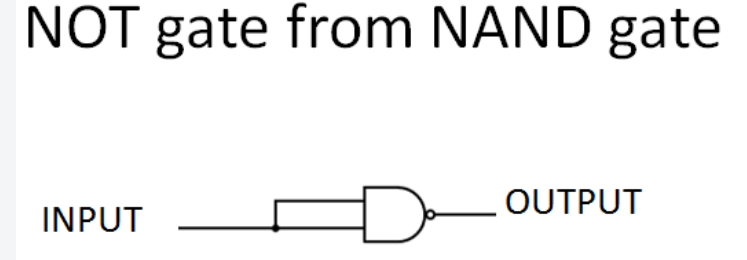 NOT gate from NAND gate
INPUT
OUTPUT